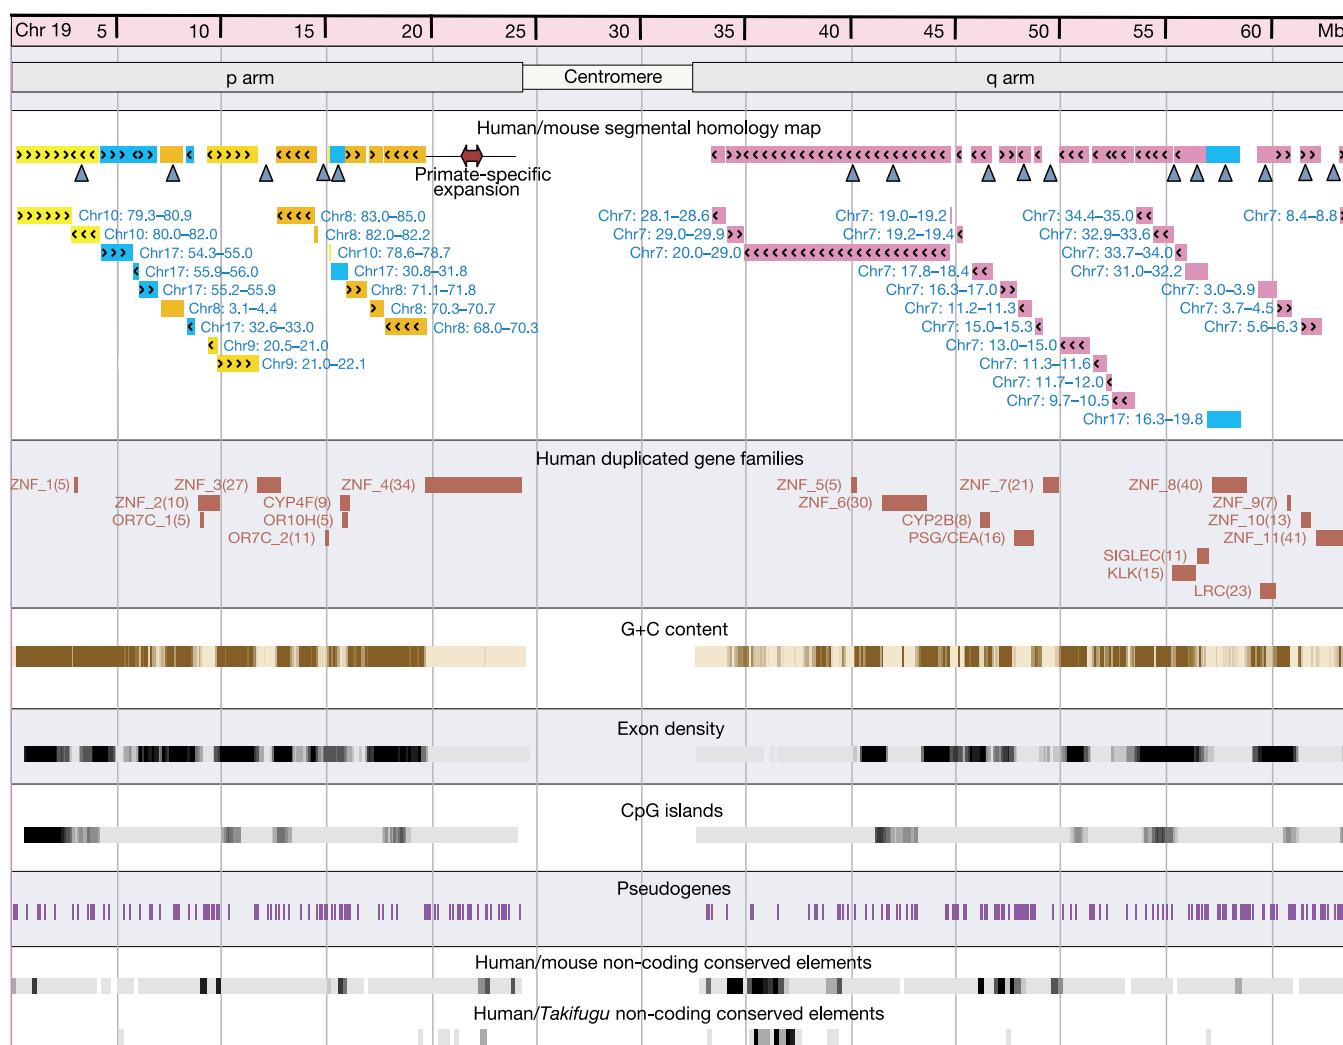 Chr 19 5 10 15 20 25 30 35 40 45 50 55 60 Mb
p arm Centromere q arm
Human/mouse segmental homology map
Primate-specific
expansion
Chr10: 79.3–80.9 Chr8: 83.0–85.0 Chr7: 28.1–28.6 Chr7: 19.0–19.2 Chr7: 34.4–35.0 Chr7: 8.4–8.8
Chr10: 80.0–82.0 Chr8: 82.0–82.2 Chr7: 29.0–29.9 Chr7: 19.2–19.4 Chr7: 32.9–33.6
Chr17: 54.3–55.0 Chr10: 78.6–78.7 Chr7: 20.0–29.0 Chr7: 33.7–34.0
Chr17: 55.9–56.0 Chr17: 30.8–31.8 Chr7: 17.8–18.4 Chr7: 31.0–32.2
Chr17: 55.2–55.9 Chr8: 71.1–71.8 Chr7: 16.3–17.0 Chr7: 3.0–3.9
Chr8: 3.1–4.4 Chr8: 70.3–70.7 Chr7: 11.2–11.3 Chr7: 3.7–4.5
Chr17: 32.6–33.0 Chr8: 68.0–70.3 Chr7: 15.0–15.3 Chr7: 5.6–6.3
Chr9: 20.5–21.0 Chr7: 13.0–15.0
Chr9: 21.0–22.1 Chr7: 11.3–11.6
Chr7: 11.7–12.0
Chr7: 9.7–10.5
Chr17: 16.3–19.8
Human duplicated gene families
ZNF_1(5) ZNF_3(27) ZNF_4(34) ZNF_5(5) ZNF_7(21) ZNF_8(40)
ZNF_2(10) CYP4F(9) ZNF_6(30) ZNF_9(7)
OR7C_1(5) OR10H(5) CYP2B(8) ZNF_10(13)
OR7C_2(11) PSG/CEA(16) ZNF_11(41)
SIGLEC(11)
KLK(15)
LRC(23)
G+C content
Exon density
CpG islands
Pseudogenes
Human/mouse non-coding conserved elements
Human/Takifugu non-coding conserved elements